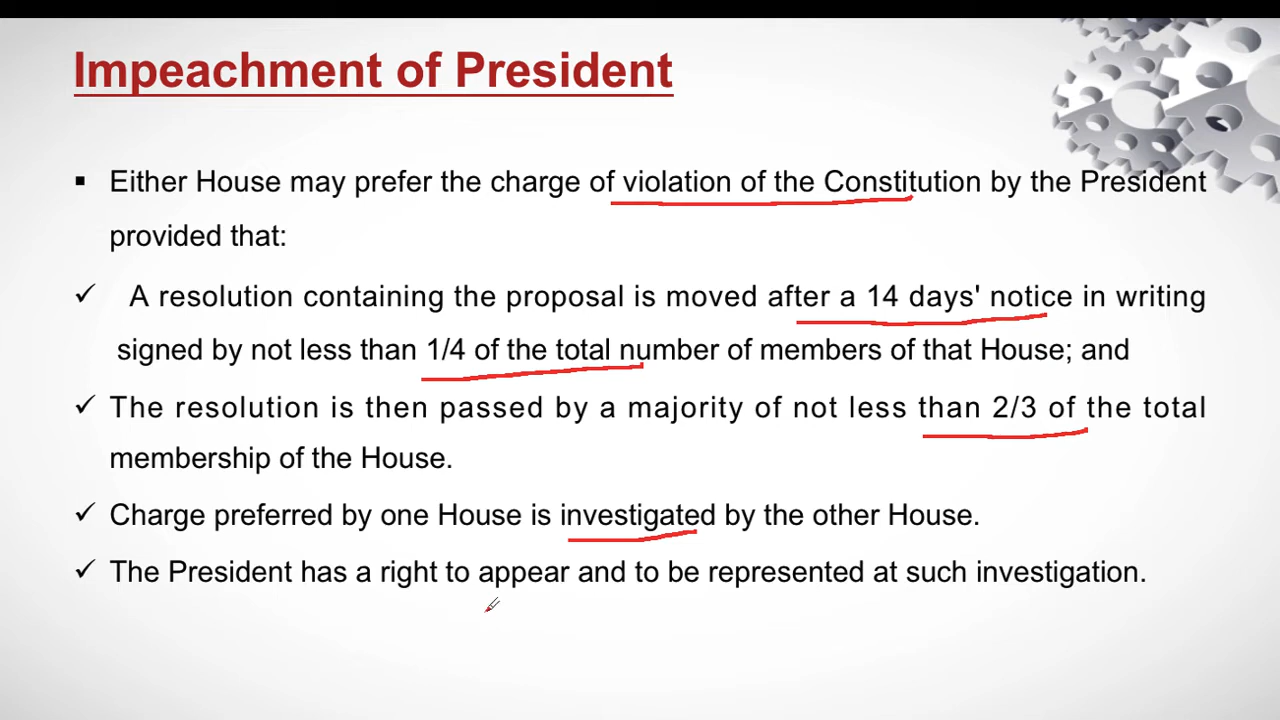 Impeachment of President
▪ Either House may prefer the charge of violation of the Constitution by the President
provided that:
✓ A resolution containing the proposal is moved after a 14 days' notice in writing
signed by not less than 1/4 of the total number of members of that House; and
✓ The resolution is then passed by a majority of not less than 2/3 of the total
membership of the House.
✓ Charge preferred by one House is investigated by the other House.
✓ The President has a right to appear and to be represented at such investigation.